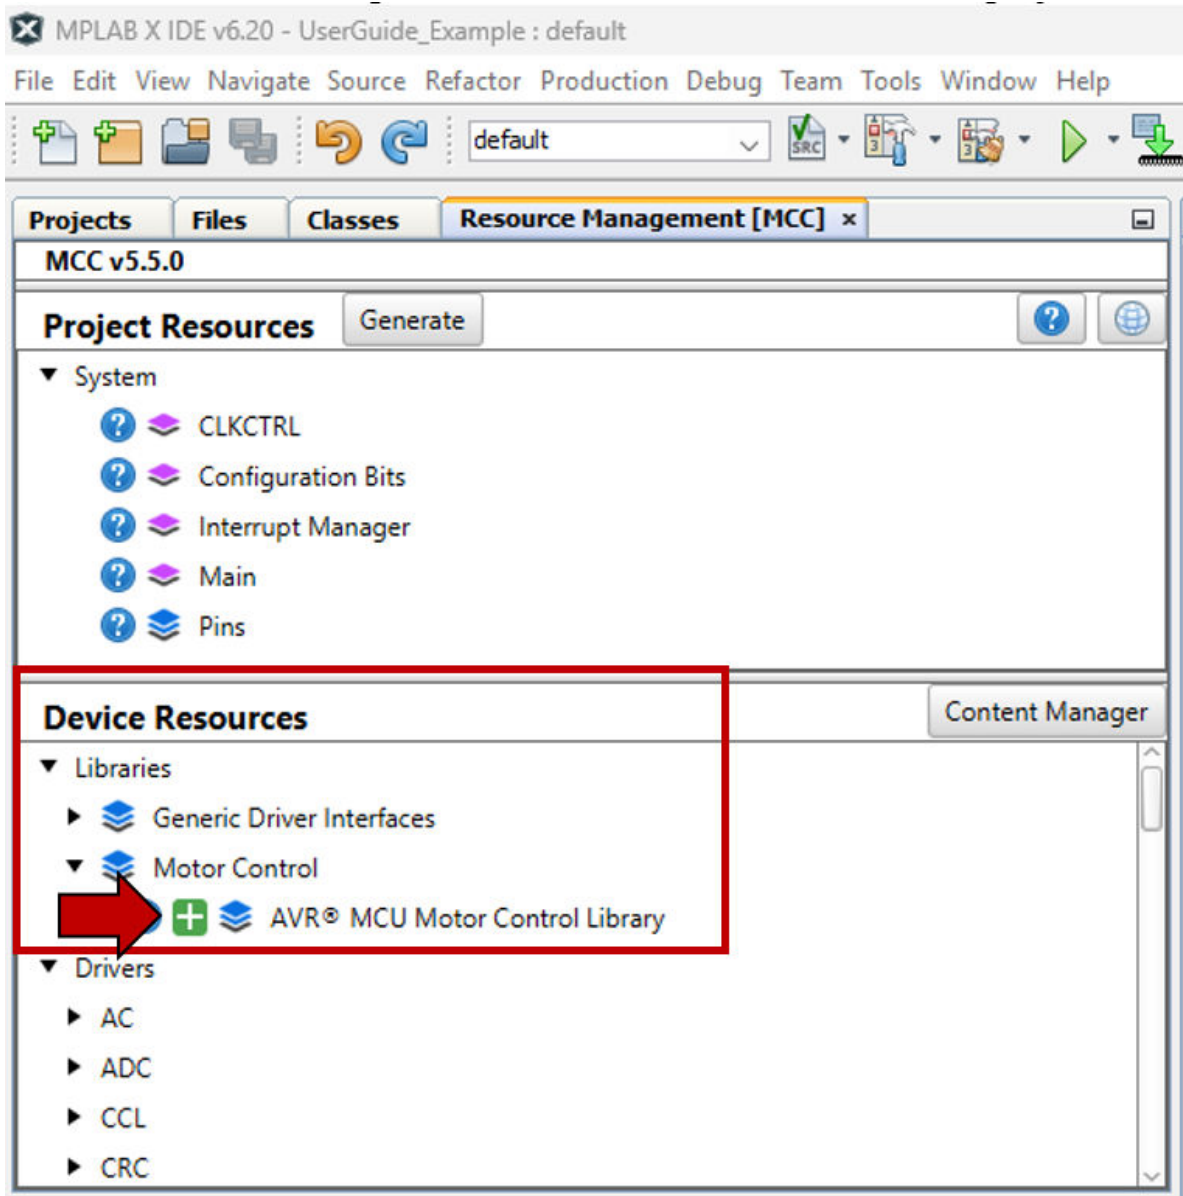 MPLAB X IDE v6.20 - UserGuide_Example : default
File Edit View Navigate Source Refactor Production Debug Team Tools Window Help
default
Projects Files Classes Resource Management [MCC] ×
MCC v5.5.0
Project Resources Generate
System
CLKCTRL
Configuration Bits
Interrupt Manager
Main
Pins
Device Resources Content Manager
Libraries
Generic Driver Interfaces
Motor Control
AVR® MCU Motor Control Library
Drivers
AC
ADC
CCL
CRC